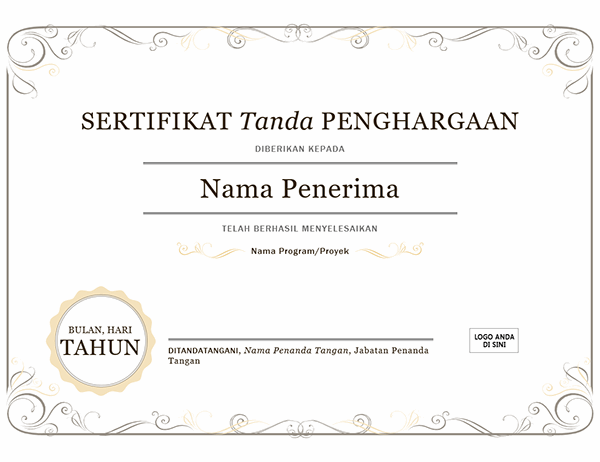 SERTIFIKAT Tanda PENGHARGAAN
DIBERIKAN KEPADA
Nama Penerima
TELAH BERHASIL MENYELESAIKAN
Nama Program/Proyek
BULAN, HARI
TAHUN
DITANDATANGANI, Nama Penanda Tangan, Jabatan Penanda
Tangan
LOGO ANDA
DI SINI